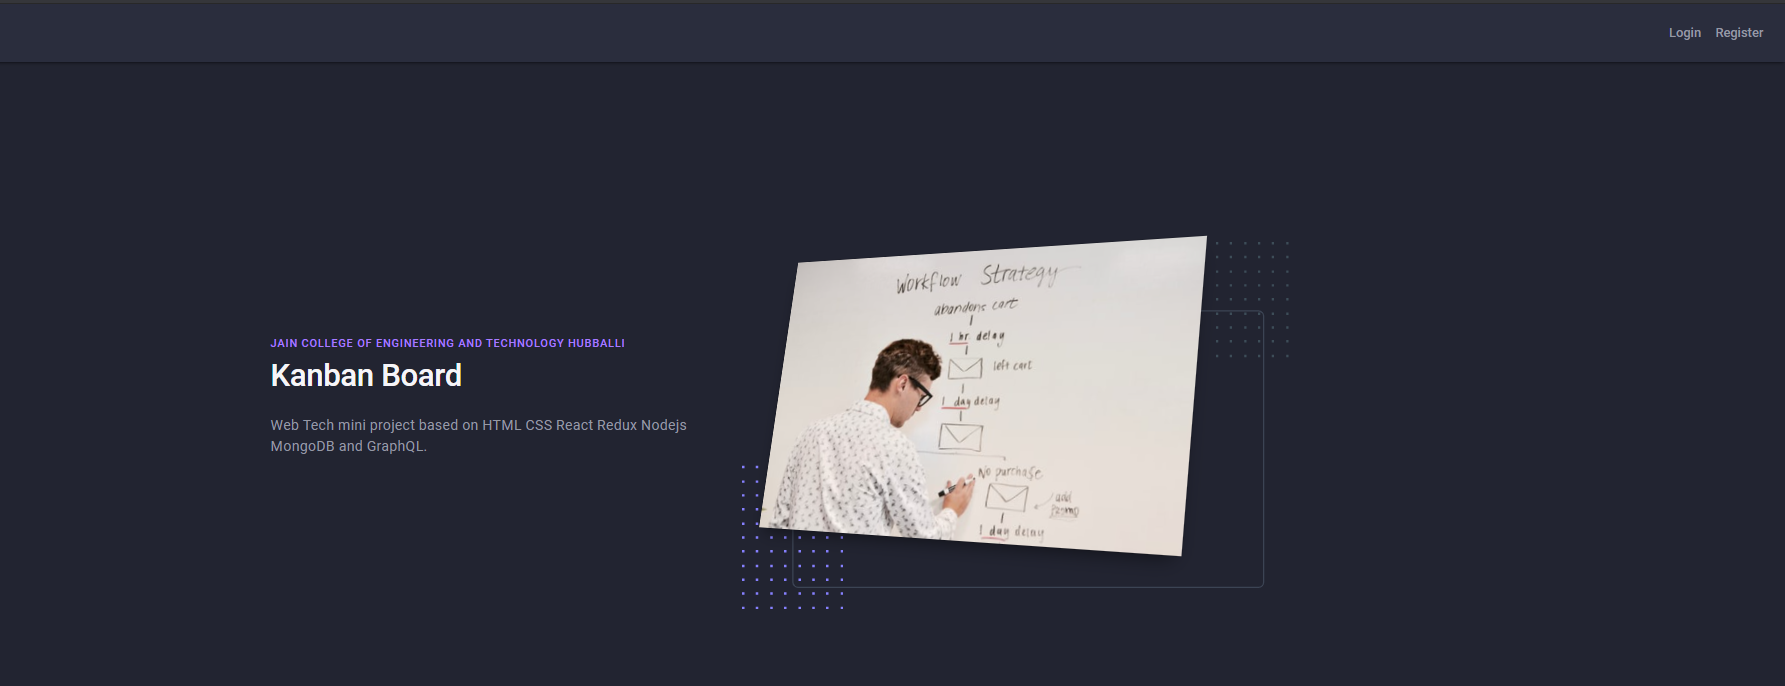 Login Register
JAIN COLLEGE OF ENGINEERING AND TECHNOLOGY HUBBALLI
Kanban Board
Web Tech mini project based on HTML CSS React Redux Nodejs
MongoDB and GraphQL.
Workflow Strategy
abandons cart
1 hr delay
left cart
1 day delay
No purchase
add
promo
1 day delay